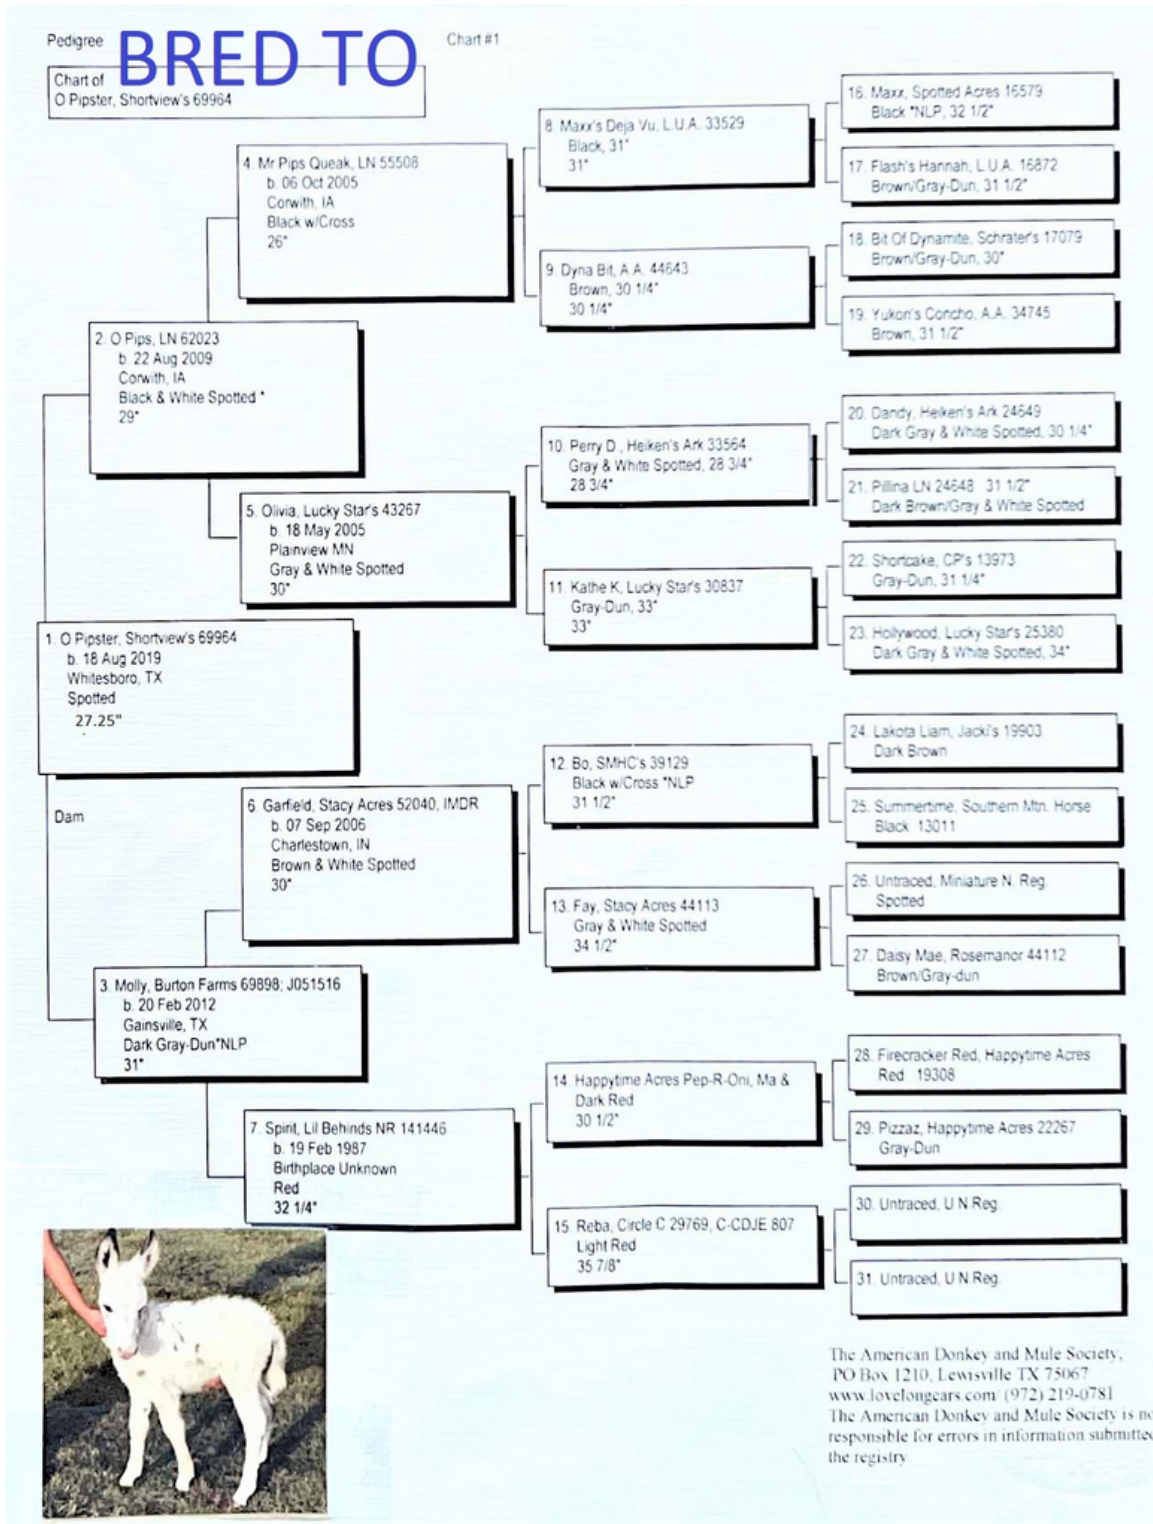 Pedigree
BRED TO
Chart #1
Chart of
O Pipster, Shortview's 69964
1. O Pipster, Shortview's 69964
b. 18 Aug 2019
Whitesboro, TX
Spotted
27.25"
Dam
2. O Pips, LN 62023
b. 22 Aug 2009
Corwith, IA
Black & White Spotted *
29"
3. Molly, Burton Farms 69898; J051516
b. 20 Feb 2012
Gainsville, TX
Dark Gray-Dun*NLP
31"
4. Mr Pips Queak, LN 55508
b. 06 Oct 2005
Corwith, IA
Black w/Cross
26"
5. Olivia, Lucky Star's 43267
b. 18 May 2005
Plainview MN
Gray & White Spotted
30"
6. Garfield, Stacy Acres 52040, IMDR
b. 07 Sep 2006
Charlestown, IN
Brown & White Spotted
30"
7. Spirit, Lil Behinds NR 141446
b. 19 Feb 1987
Birthplace Unknown
Red
32 1/4"
8. Maxx's Deja Vu, L.U.A. 33529
Black, 31"
31"
9. Dyna Bit, A.A. 44643
Brown, 30 1/4"
30 1/4"
10. Perry D., Heiken's Ark 33564
Gray & White Spotted, 28 3/4"
28 3/4"
11. Kathe K, Lucky Star's 30837
Gray-Dun, 33"
33"
12. Bo, SMHC's 39129
Black w/Cross *NLP
31 1/2"
13. Fay, Stacy Acres 44113
Gray & White Spotted
34 1/2"
14. Happytime Acres Pep-R-Oni, Ma &
Dark Red
30 1/2"
15. Reba, Circle C 29769, C-CDJE 807
Light Red
35 7/8"
16. Maxx, Spotted Acres 16579
Black *NLP, 32 1/2"
17. Flash's Hannah, L.U.A. 16872
Brown/Gray-Dun, 31 1/2"
18. Bit Of Dynamite, Schrater's 17079
Brown/Gray-Dun, 30"
19. Yukon's Concho, A.A. 34745
Brown, 31 1/2"
20. Dandy, Heiken's Ark 24649
Dark Gray & White Spotted, 30 1/4"
21. Pillina LN 24648 31 1/2"
Dark Brown/Gray & White Spotted
22. Shortcake, CP's 13973
Gray-Dun, 31 1/4"
23. Hollywood, Lucky Star's 25380
Dark Gray & White Spotted, 34"
24. Lakota Liam, Jacki's 19903
Dark Brown
25. Summertime, Southern Mtn. Horse
Black 13011
26. Untraced, Miniature N. Reg.
Spotted
27. Daisy Mae, Rosemanor 44112
Brown/Gray-dun
28. Firecracker Red, Happytime Acres
Red 19308
29. Pizzaz, Happytime Acres 22267
Gray-Dun
30. Untraced, U N Reg.
31. Untraced, U N Reg.
The American Donkey and Mule Society,
PO Box 1210, Lewisville TX 75067
www.lovelongears.com/ (972) 219-0781
The American Donkey and Mule Society is no
responsible for errors in information submitted
the registry